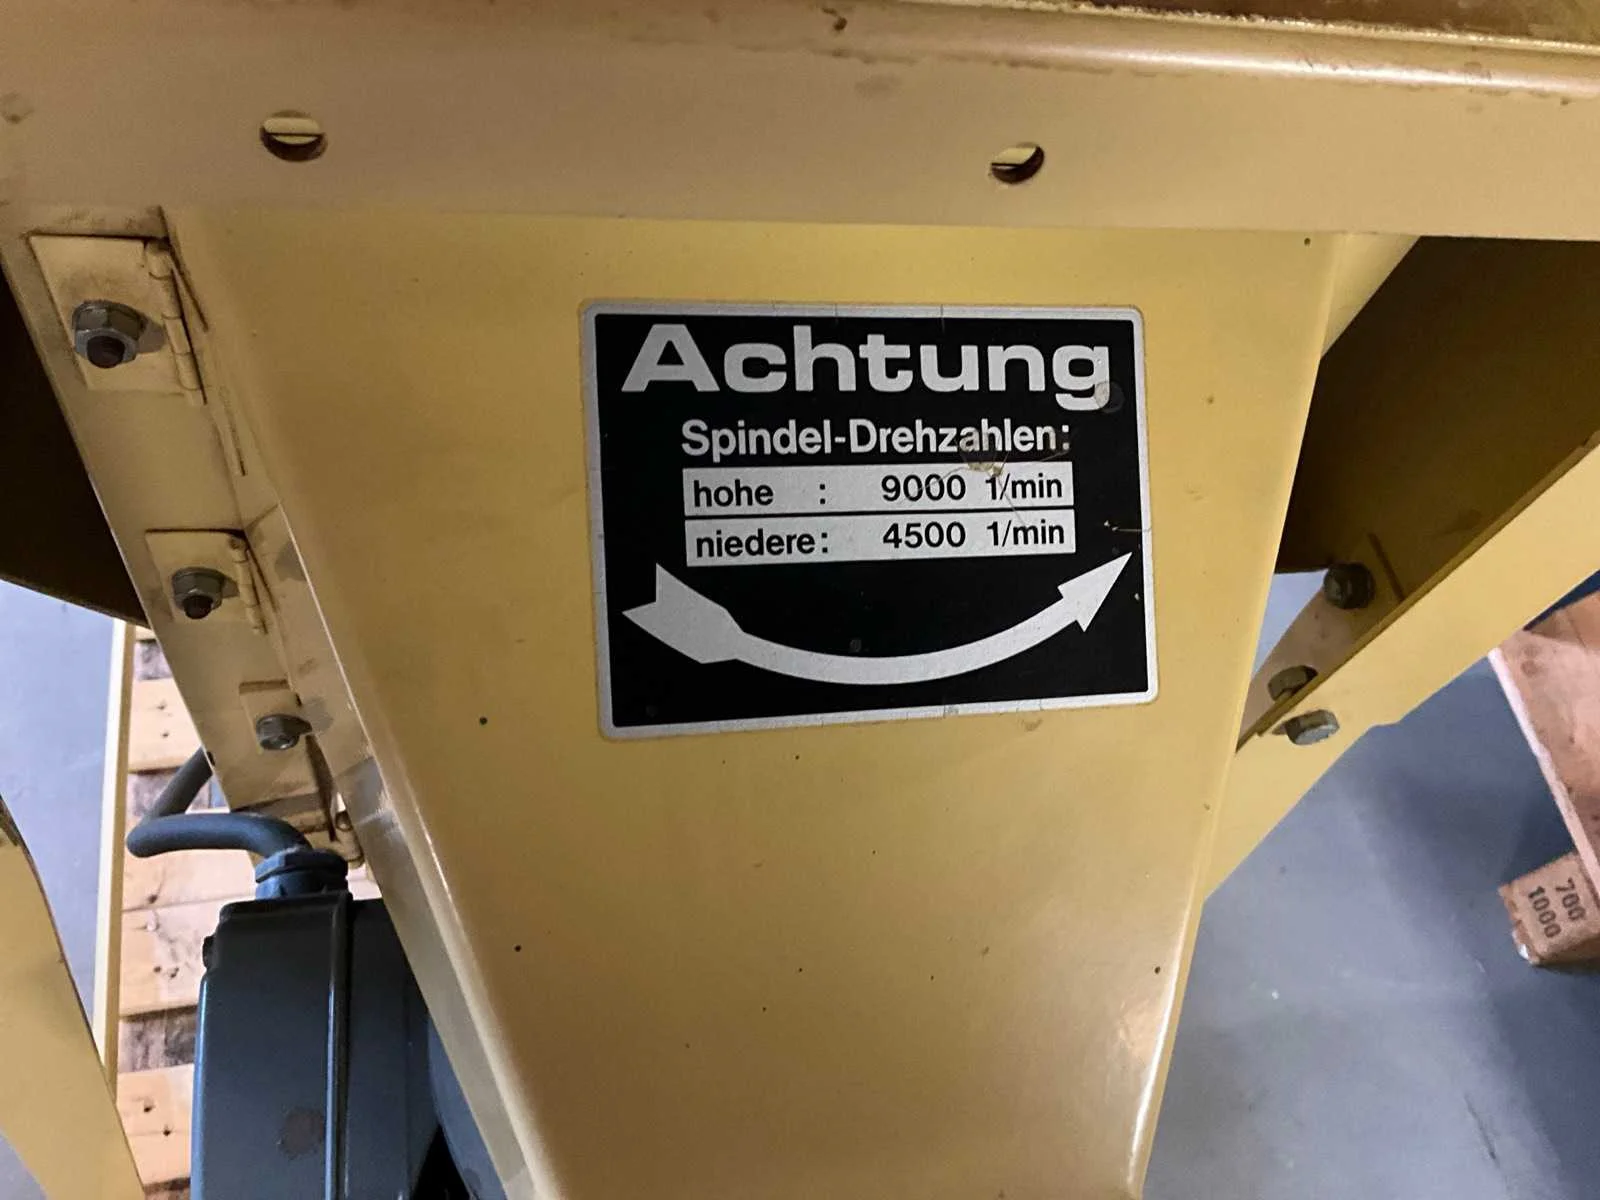 Achtung
Spindel-Drehzahlen:
hohe : 9000 1/min
niedere: 4500 1/min
700
1000